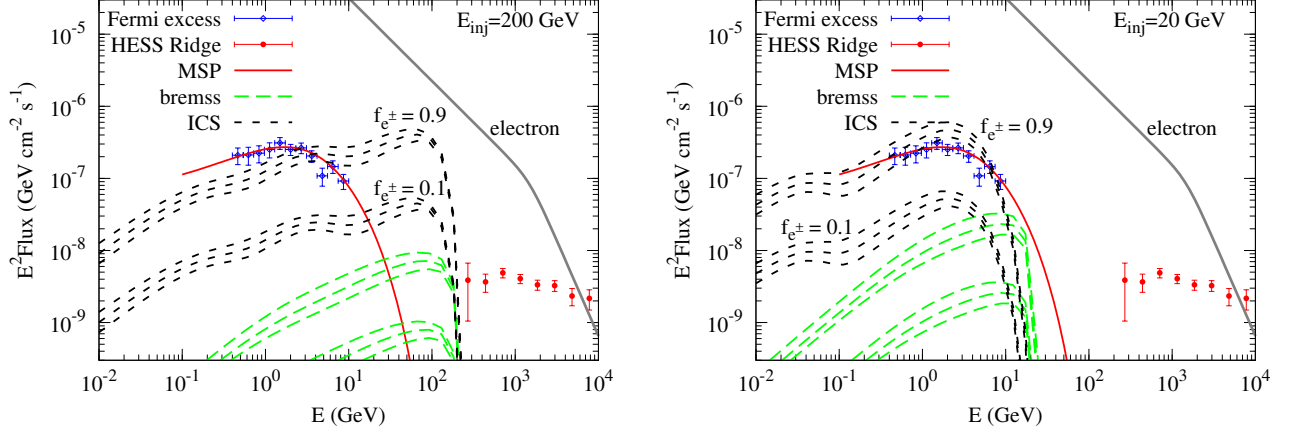 Fermi excess
HESS Ridge
MSP
bremss
ICS
E_inj=200 GeV
f_e± = 0.9
f_e± = 0.1
electron
10^-5
10^-6
10^-7
10^-8
10^-9
E^2Flux (GeV cm^-2 s^-1)
10^-2 10^-1 10^0 10^1 10^2 10^3 10^4
E (GeV)
Fermi excess
HESS Ridge
MSP
bremss
ICS
E_inj=20 GeV
f_e± = 0.9
f_e± = 0.1
electron
10^-5
10^-6
10^-7
10^-8
10^-9
E^2Flux (GeV cm^-2 s^-1)
10^-2 10^-1 10^0 10^1 10^2 10^3 10^4
E (GeV)